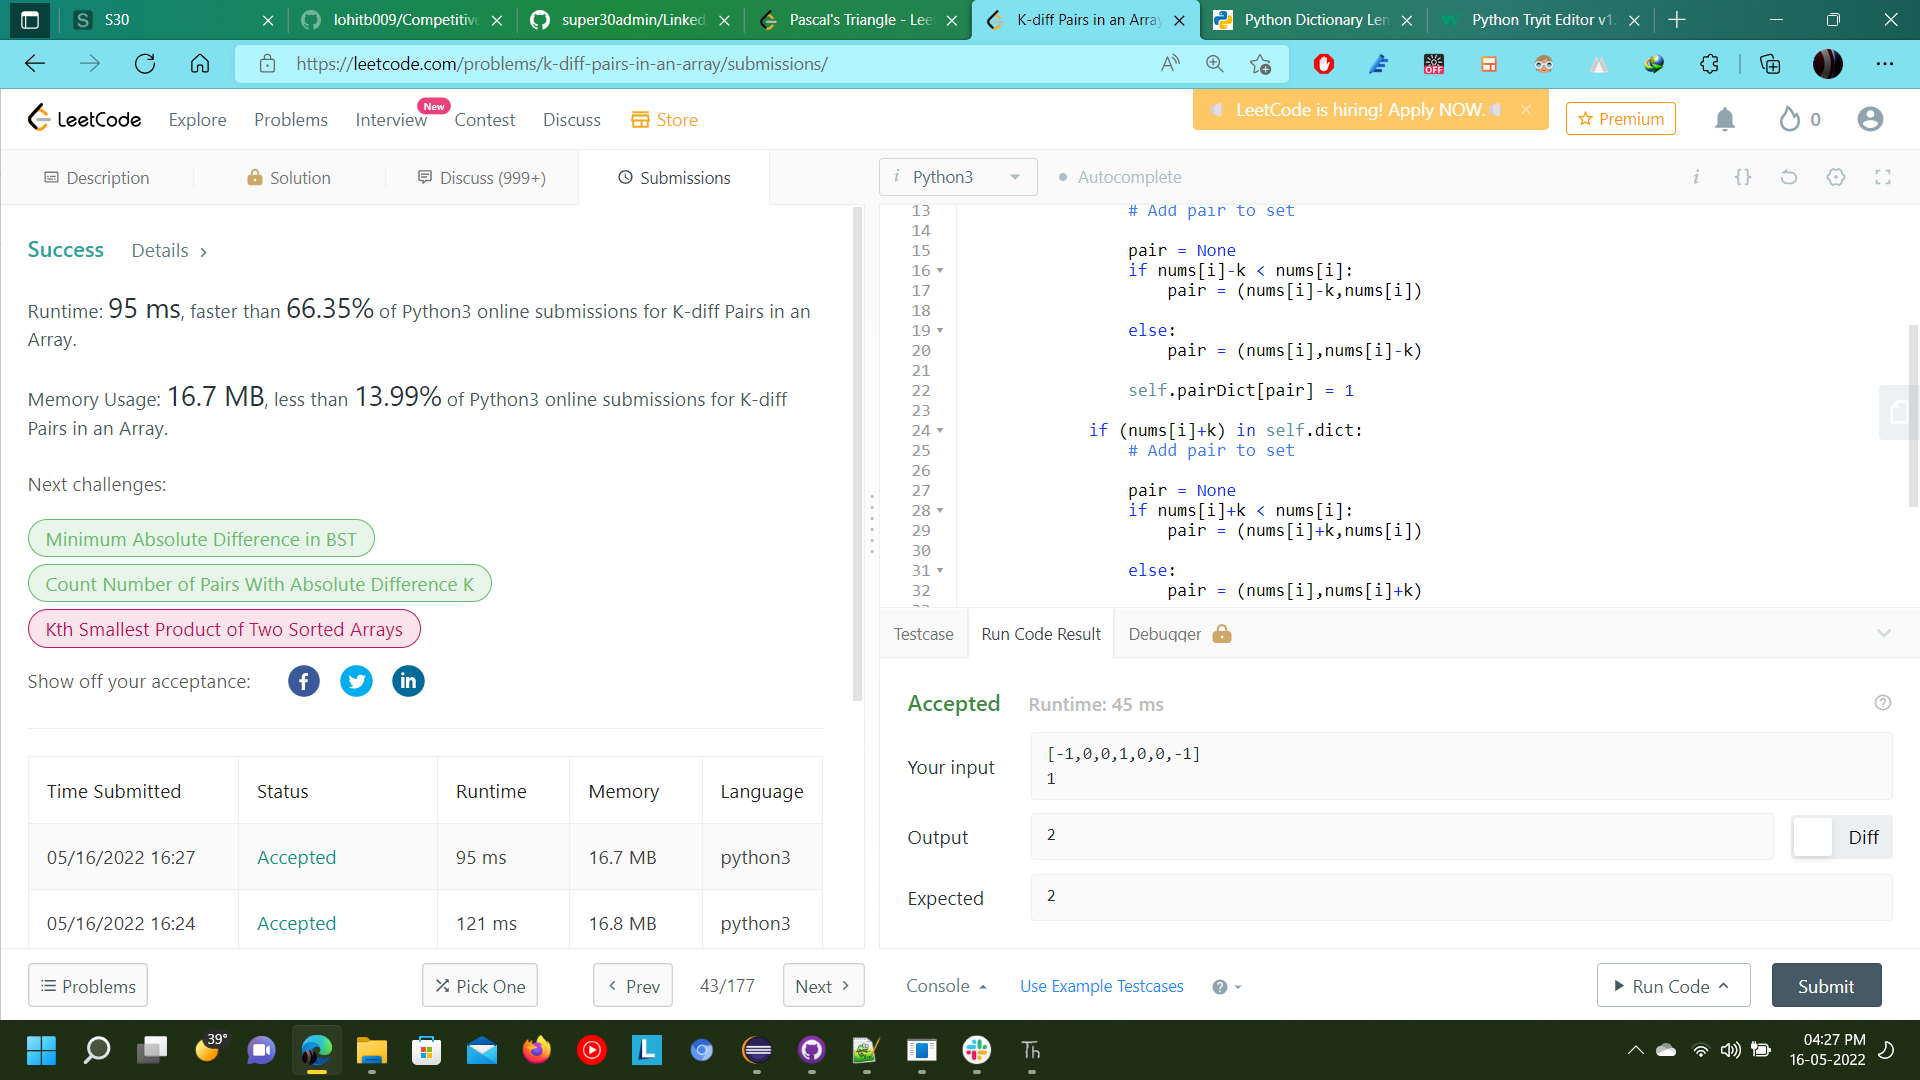 S30
lohitb009/Competitive
super30admin/Linked
Pascal's Triangle - Lee
K-diff Pairs in an Array
Python Dictionary Len
Python Tryit Editor v1.
https://leetcode.com/problems/k-diff-pairs-in-an-array/submissions/
OFF
LeetCode
Explore
Problems
Interview
New
Contest
Discuss
Store
LeetCode is hiring! Apply NOW.
Premium
0
Description
Solution
Discuss (999+)
Submissions
i Python3
Autocomplete
i {}
Success
Details
Runtime: 95 ms, faster than 66.35% of Python3 online submissions for K-diff Pairs in an
Array.
Memory Usage: 16.7 MB, less than 13.99% of Python3 online submissions for K-diff
Pairs in an Array.
Next challenges:
Minimum Absolute Difference in BST
Count Number of Pairs With Absolute Difference K
Kth Smallest Product of Two Sorted Arrays
Show off your acceptance:
Time Submitted Status Runtime Memory Language
05/16/2022 16:27 Accepted 95 ms 16.7 MB python3
05/16/2022 16:24 Accepted 121 ms 16.8 MB python3
Problems
Pick One
Prev
43/177
Next
13 # Add pair to set
14
15 pair = None
16 if nums[i]-k < nums[i]:
17 pair = (nums[i]-k,nums[i])
18
19 else:
20 pair = (nums[i],nums[i]-k)
21
22 self.pairDict[pair] = 1
23
24 if (nums[i]+k) in self.dict:
25 # Add pair to set
26
27 pair = None
28 if nums[i]+k < nums[i]:
29 pair = (nums[i]+k,nums[i])
30
31 else:
32 pair = (nums[i],nums[i]+k)
Testcase
Run Code Result
Debugger
Accepted
Runtime: 45 ms
Your input
[-1,0,0,1,0,0,-1]
1
Output
2
Diff
Expected
2
Console
Use Example Testcases
Run Code
Submit
39°
L
Th
04:27 PM
16-05-2022